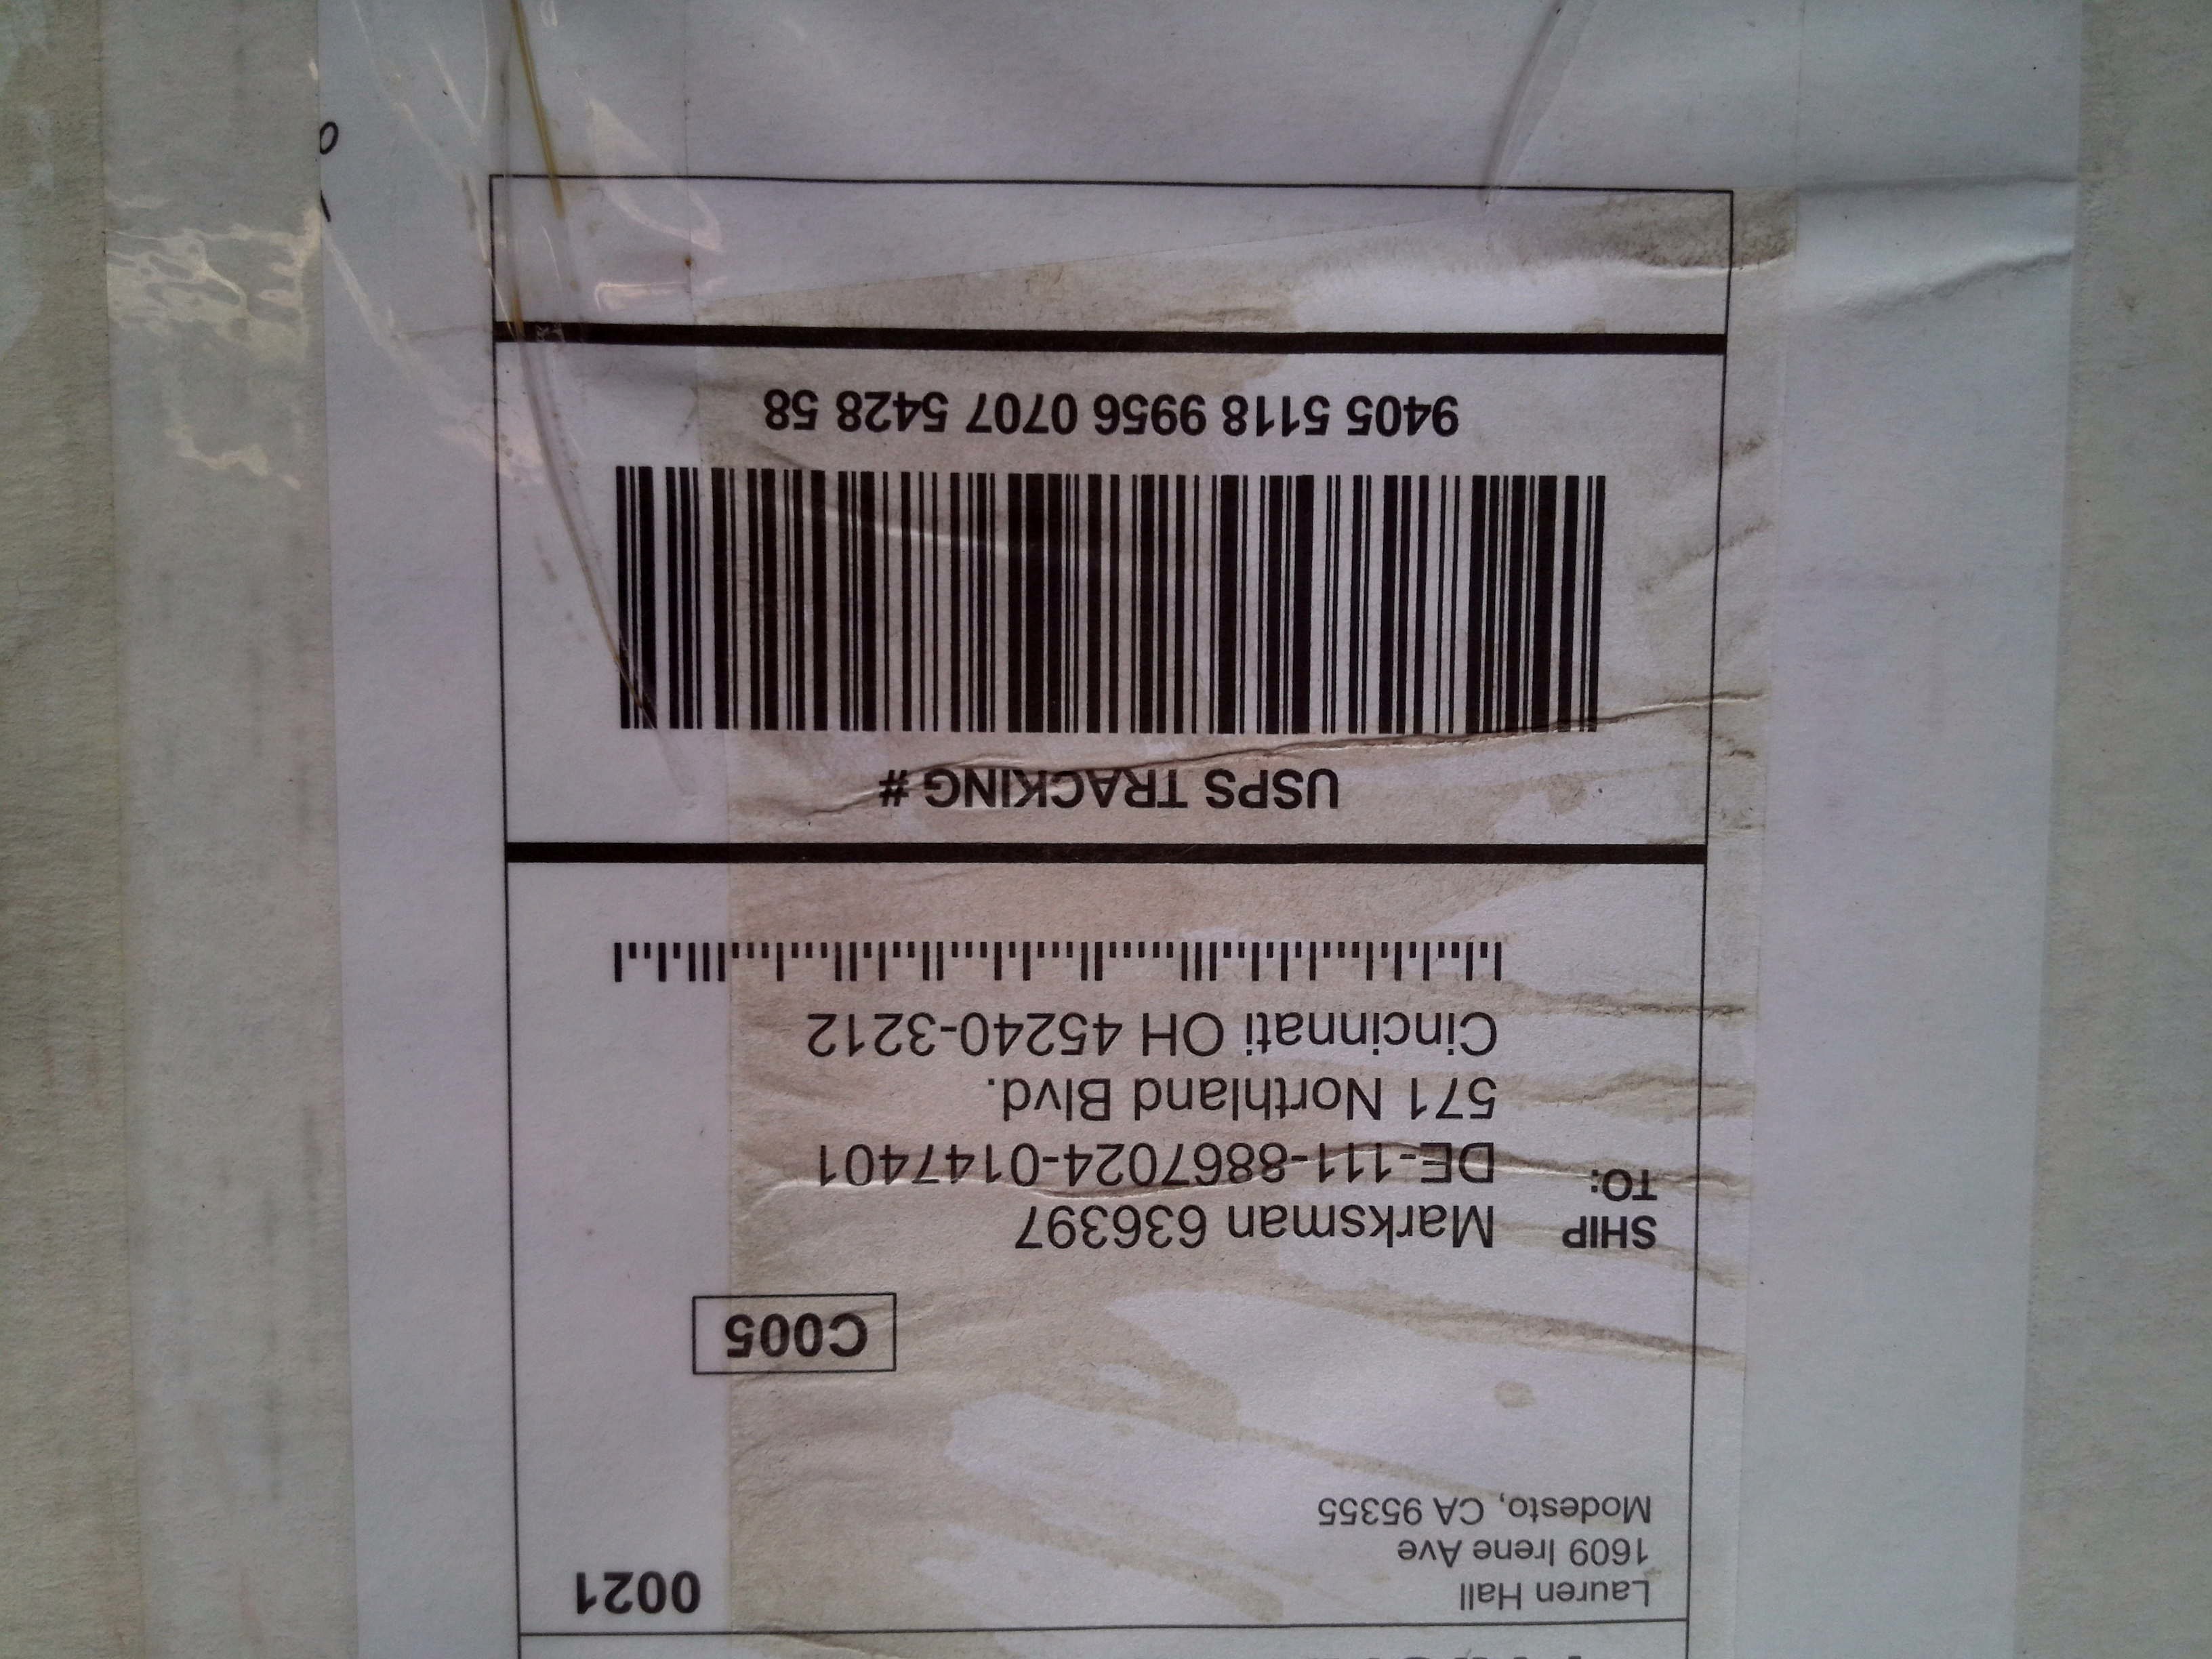 Lauren Hall
1609 Irene Ave
Modesto, CA 95355
0021
C005
SHIP
TO:
Marksman 636397
DE-111-8867024-0147401
571 Northland Blvd.
Cincinnati OH 45240-3212
USPS TRACKING #
9405 5118 9956 0707 5428 58